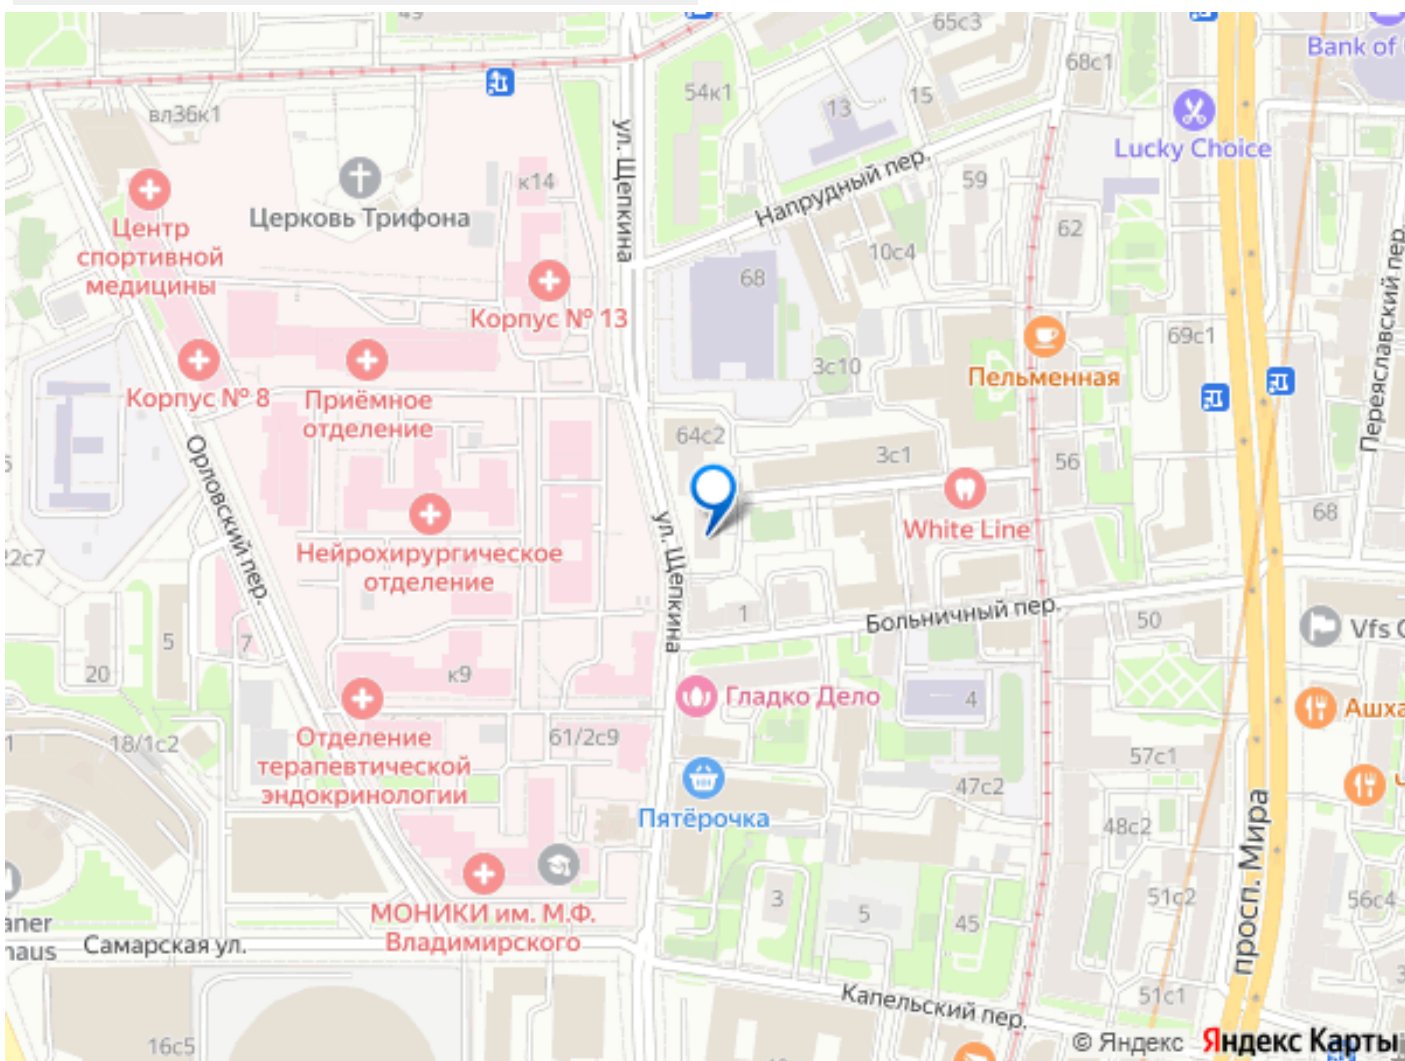 49
65с3
Bank of
68с1
54к1
15
13
вл36к1
Lucky Choice
ул. Щепкина
к14
Напрудный пер.
59
Церковь Трифона
Центр
спортивной
медицины
62
10с4
Переяславский пер.
68
Корпус № 13
69с1
3с10
Пельменная
Корпус № 8
Приёмное
отделение
64с2
3с1
56
Орловский пер.
White Line
68
ул. Щепкина
Нейрохирургическое
отделение
22с7
1
Больничный пер.
50
Vfs
5
7
20
к9
Гладко Дело
4
Ашха
Отделение
терапевтической
эндокринологии
61/2с9
18/1с2
57с1
47с2
Пятёрочка
48с2
просп. Мира
3
5
45
51с2
56с4
МОНИКИ им. М.Ф.
Владимирского
aner
haus
Самарская ул.
Капельский пер.
51с1
16с5
© Яндекс Яндекс Карты